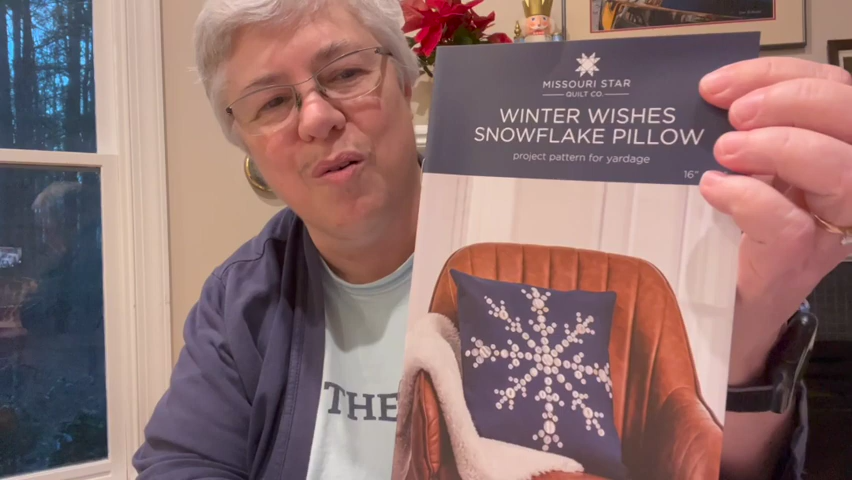 MISSOURI STAR
QUILT CO.
WINTER WISHES
SNOWFLAKE PILLOW
project pattern for yardage
16"
THE